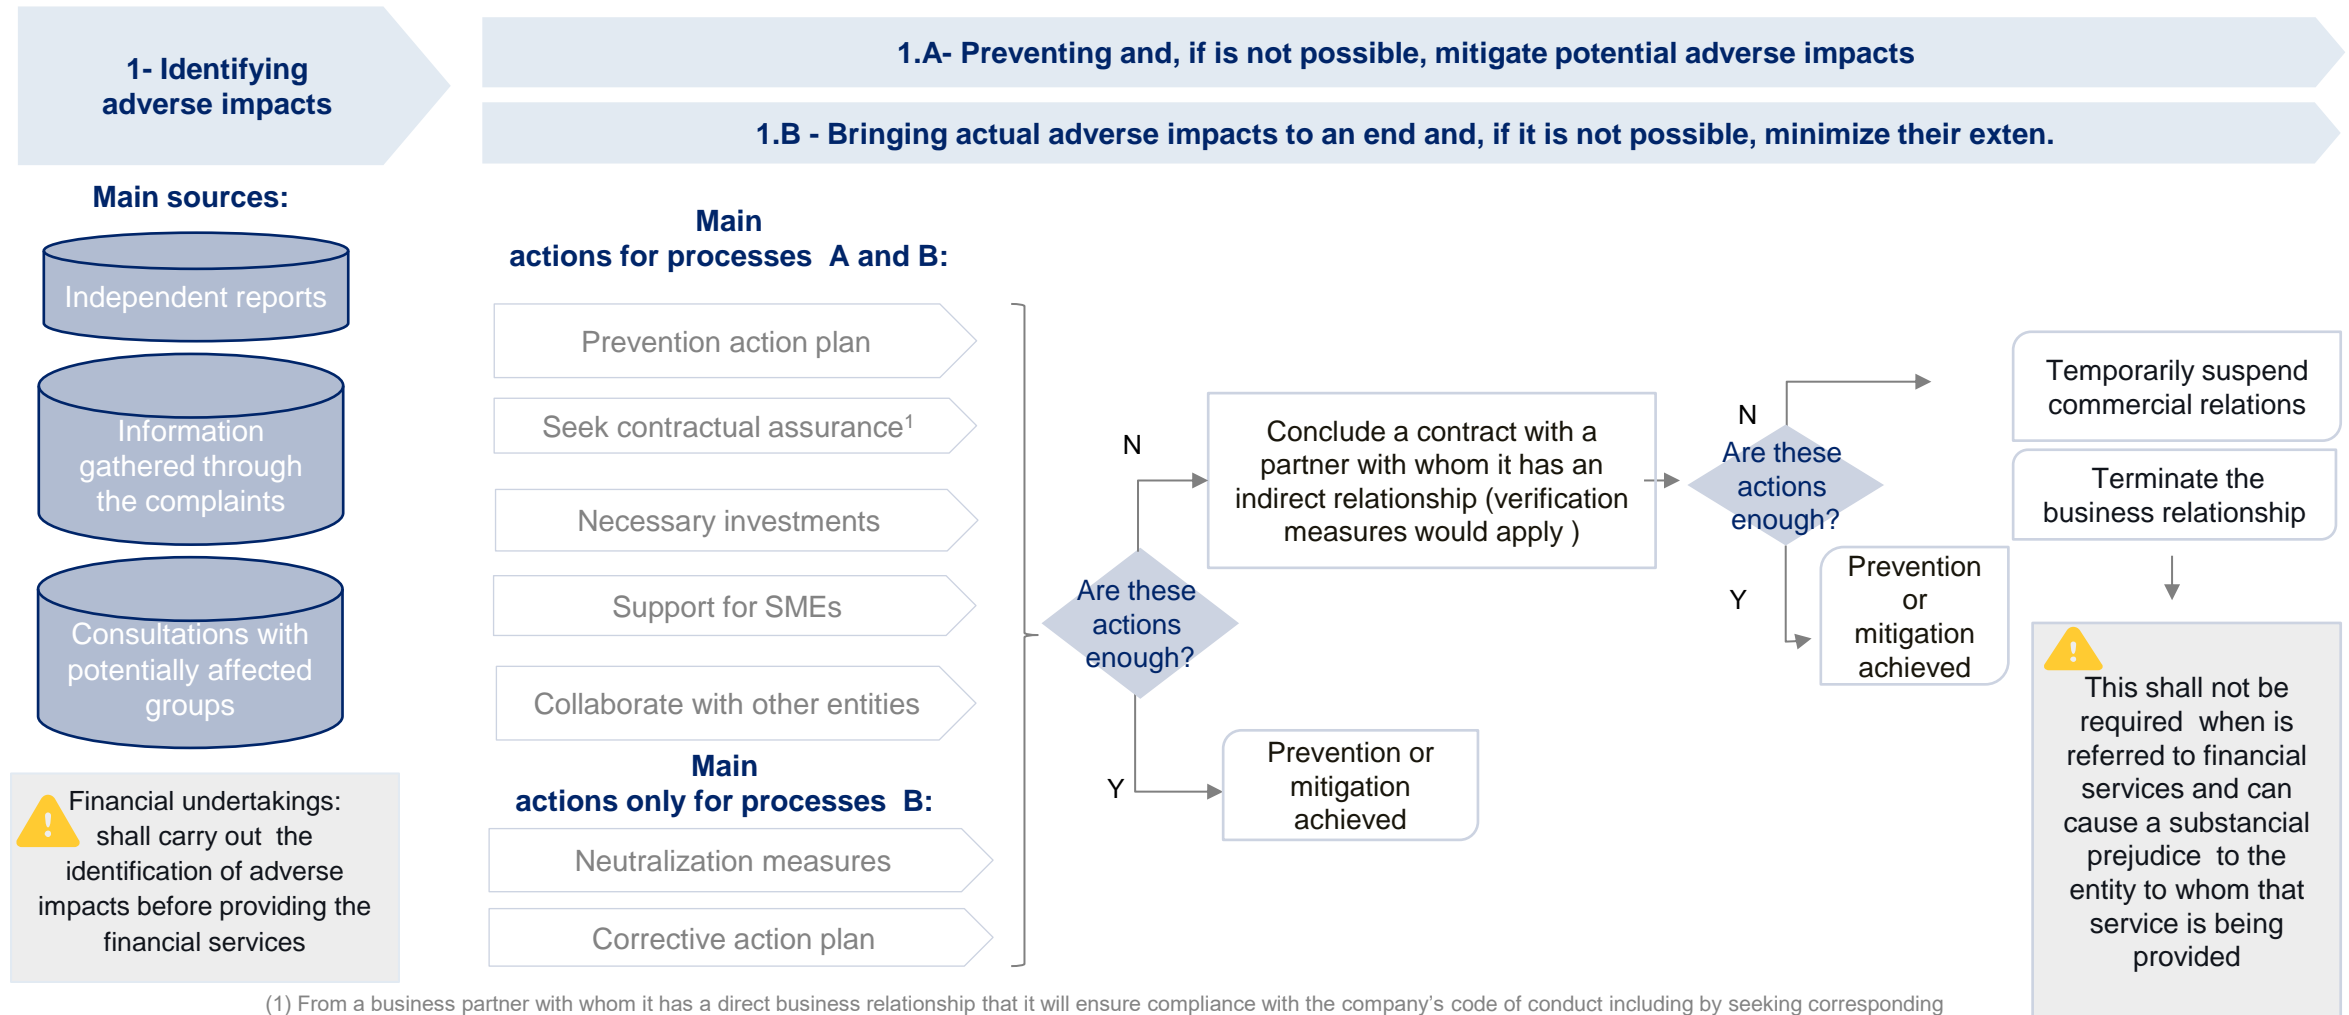 1- Identifying
adverse impacts
1.A- Preventing and, if is not possible, mitigate potential adverse impacts
1.B - Bringing actual adverse impacts to an end and, if it is not possible, minimize their exten.
Main sources:
Independent reports
Information
gathered through
the complaints
Consultations with
potentially affected
groups
Financial undertakings:
shall carry out the
identification of adverse
impacts before providing the
financial services
Main
actions for processes A and B:
Prevention action plan
Seek contractual assurance¹
Necessary investments
Support for SMEs
Collaborate with other entities
Main
actions only for processes B:
Neutralization measures
Corrective action plan
Are these
actions
enough?
N
Y
Prevention or
mitigation
achieved
Conclude a contract with a
partner with whom it has an
indirect relationship (verification
measures would apply )
Are these
actions
enough?
N
Y
Prevention
or
mitigation
achieved
Temporarily suspend
commercial relations
Terminate the
business relationship
This shall not be
required when is
referred to financial
services and can
cause a substancial
prejudice to the
entity to whom that
service is being
provided
(1) From a business partner with whom it has a direct business relationship that it will ensure compliance with the company's code of conduct including by seeking corresponding